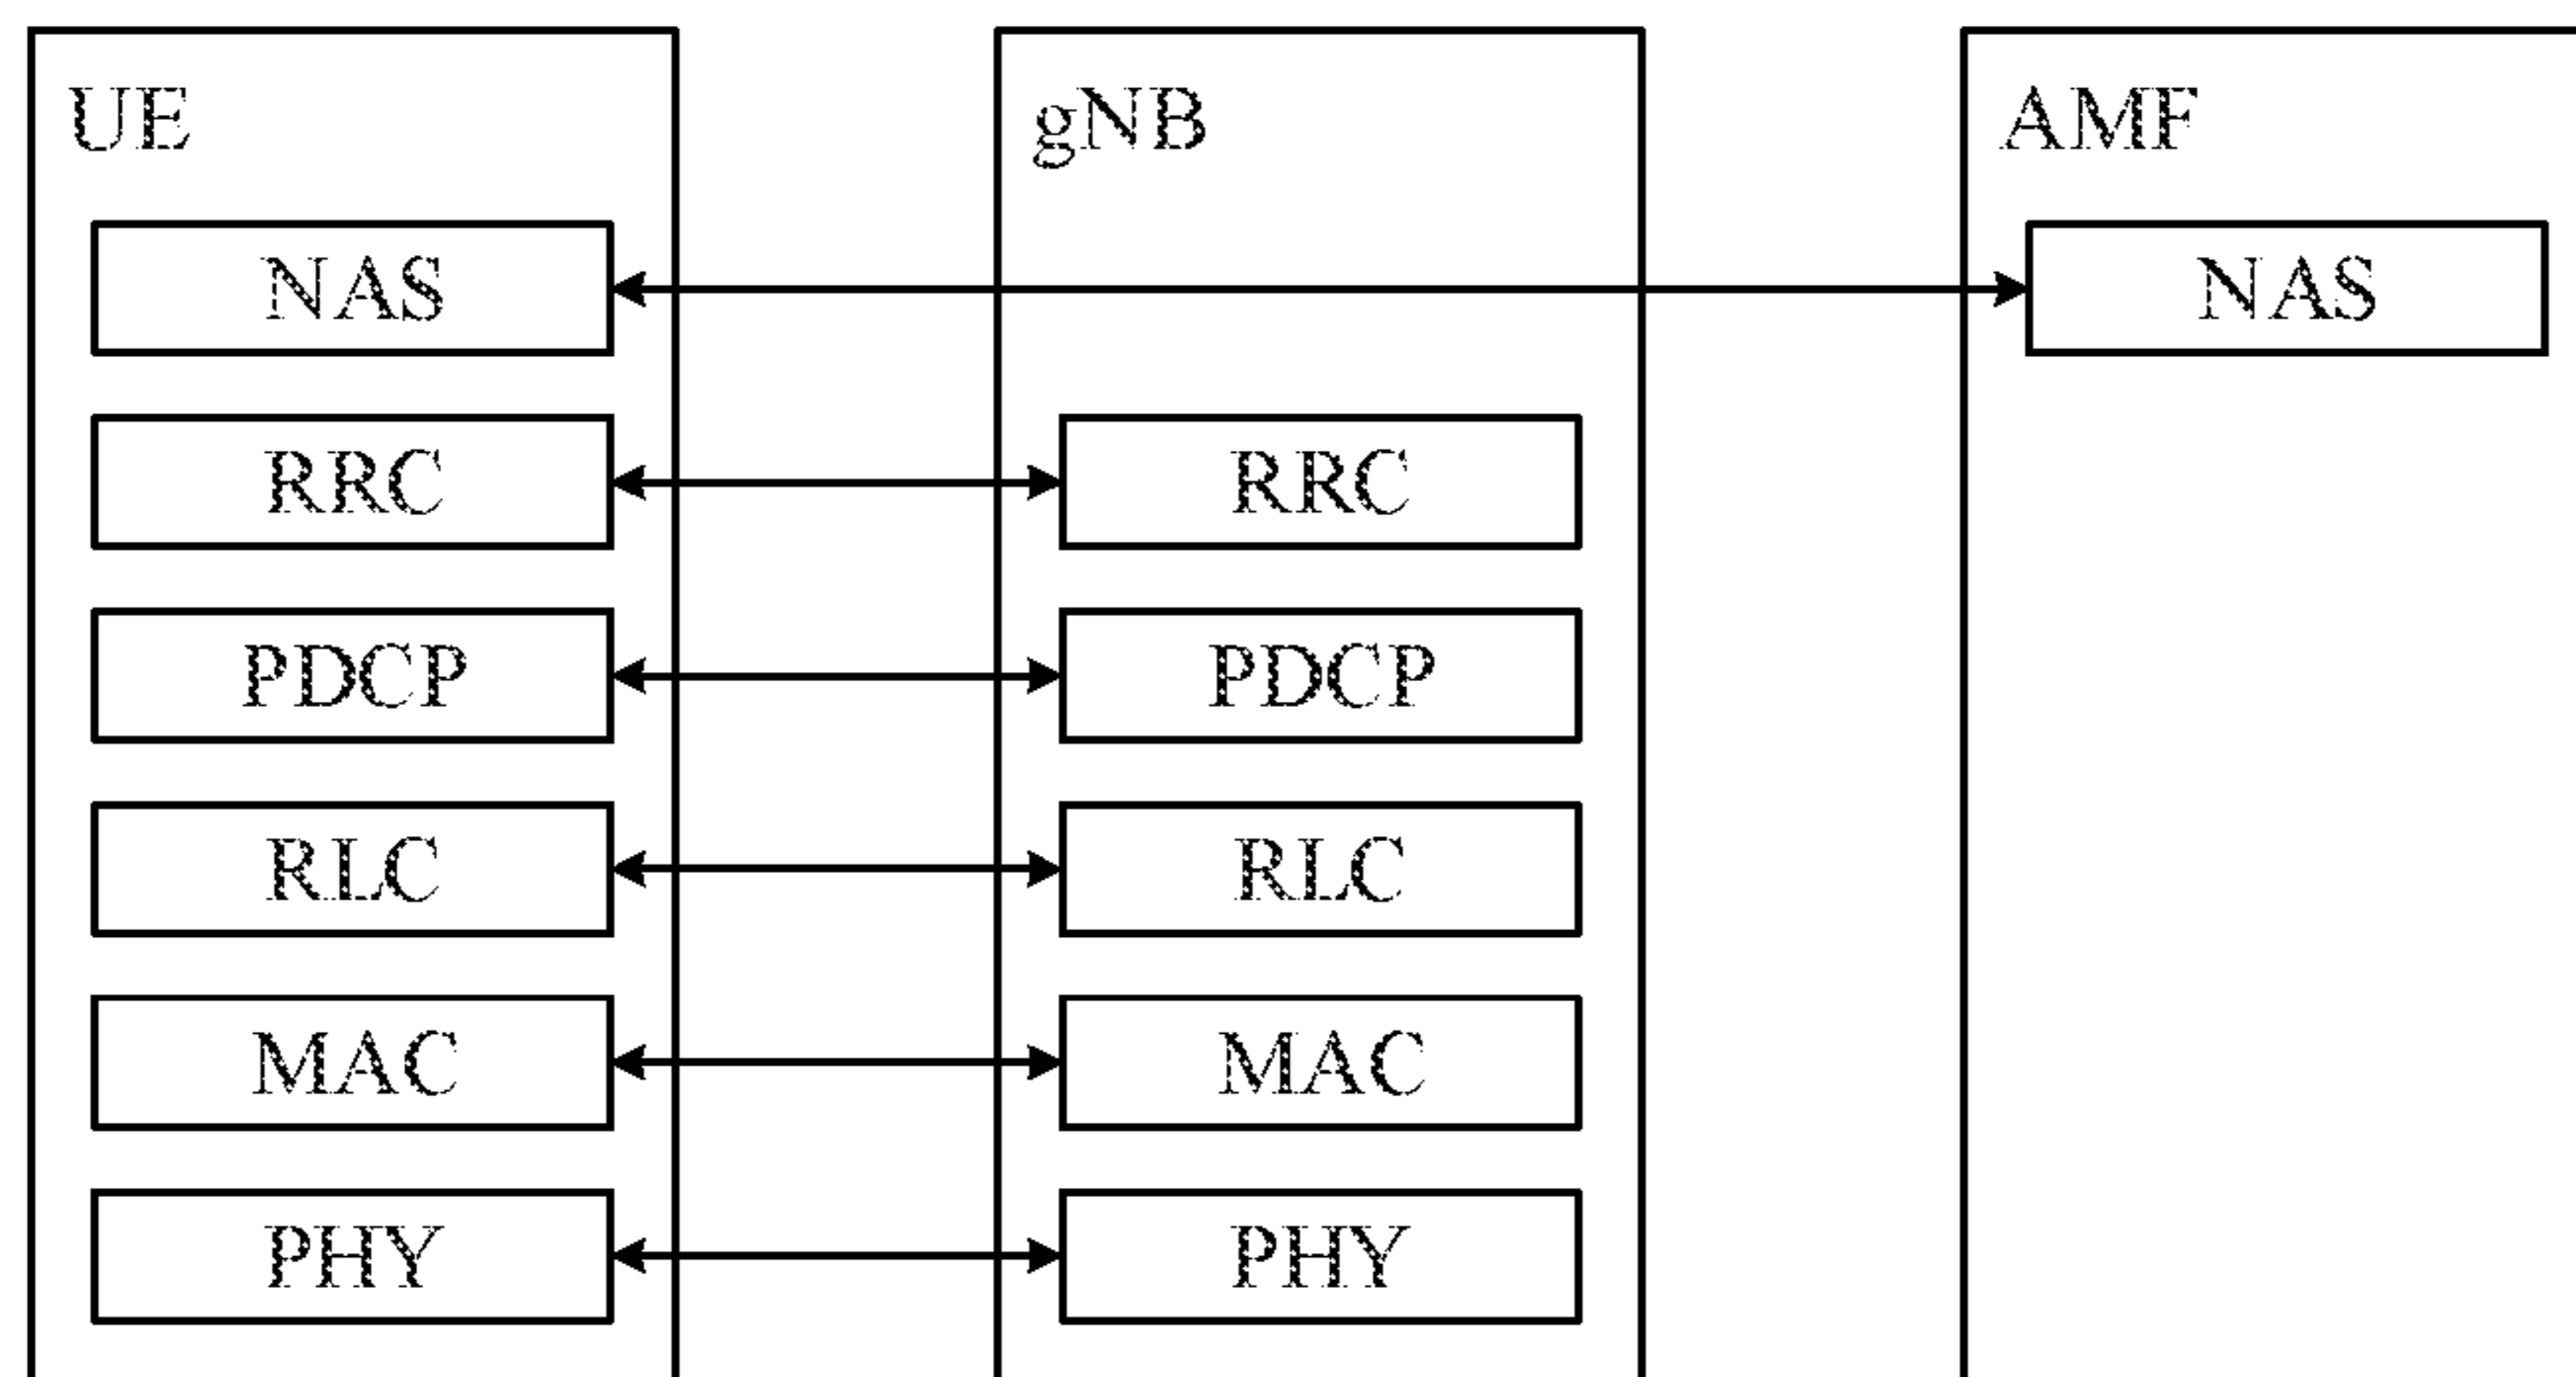 UE gNB AMF
NAS NAS
RRC RRC
PDCP PDCP
RLC RLC
MAC MAC
PHY PHY